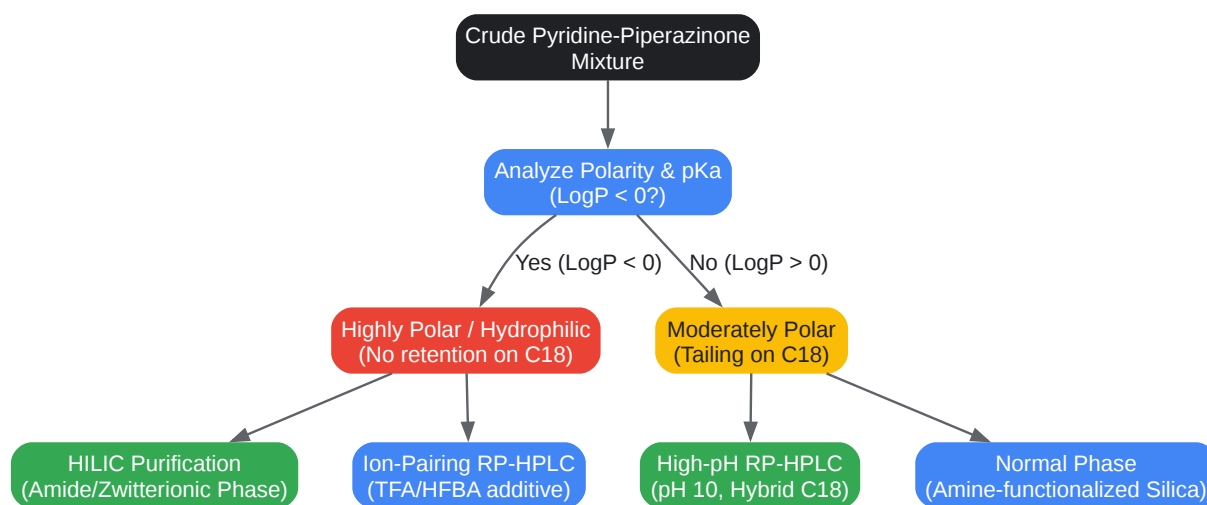 Crude Pyridine-Piperazinone
Mixture
Analyze Polarity & pKa
(LogP < 0?)
Yes (LogP < 0)
No (LogP > 0)
Highly Polar / Hydrophilic
(No retention on C18)
Moderately Polar
(Tailing on C18)
HILIC Purification
(Amide/Zwitterionic Phase)
Ion-Pairing RP-HPLC
(TFA/HFBA additive)
High-pH RP-HPLC
(pH 10, Hybrid C18)
Normal Phase
(Amine-functionalized Silica)